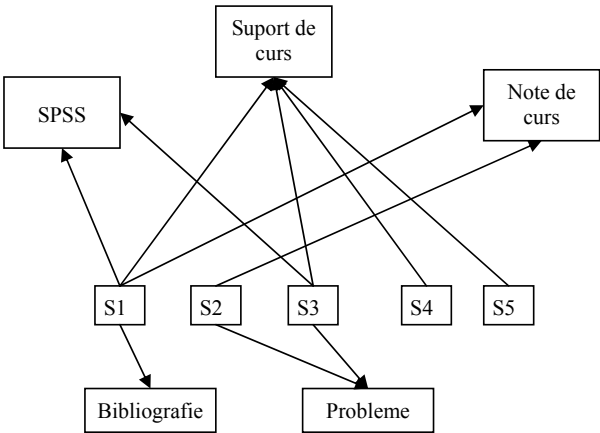 Suport de
curs
SPSS
Note de
curs
S1
S2
S3
S4
S5
Bibliografie
Probleme